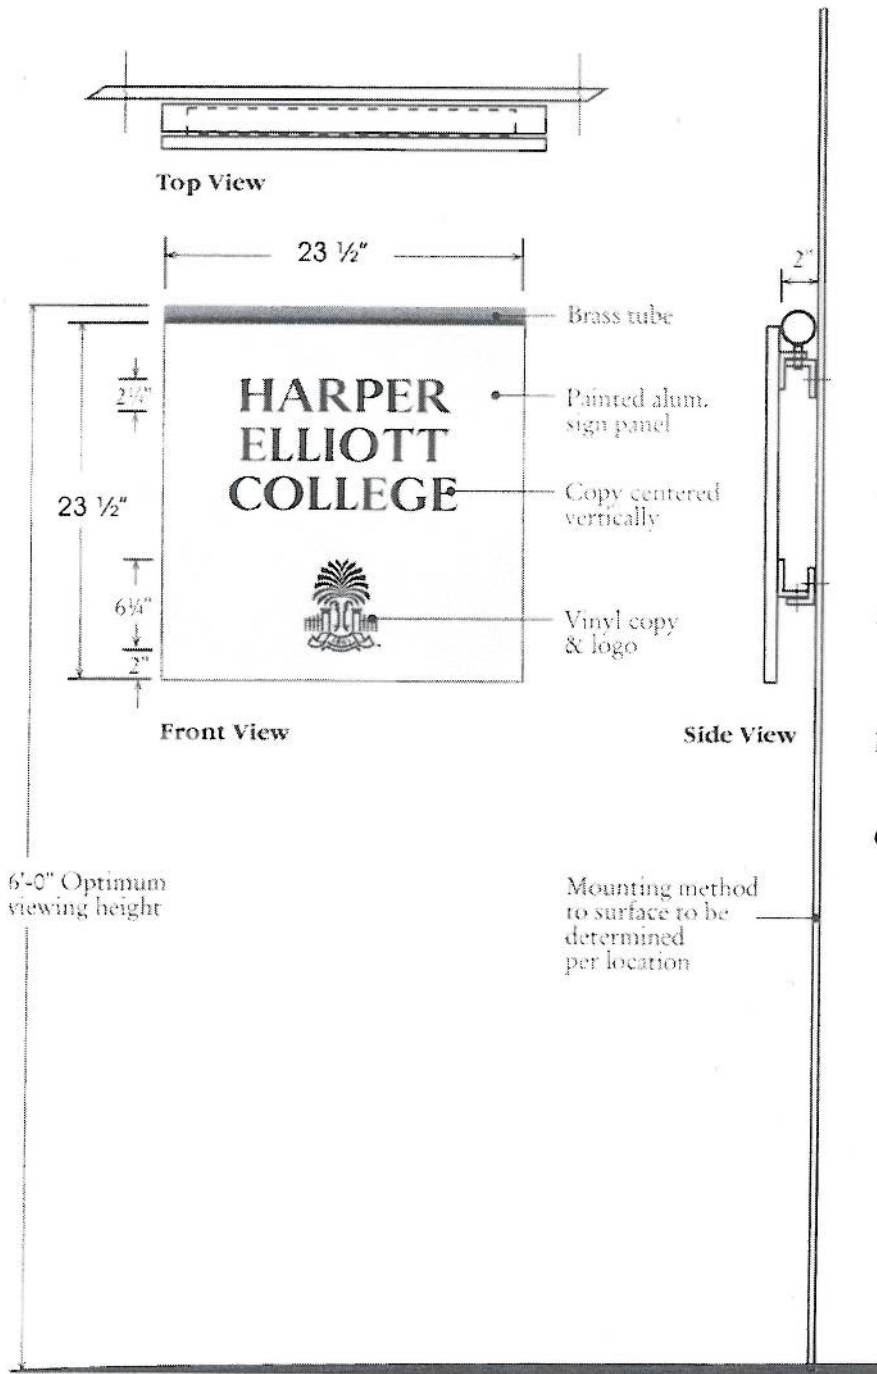 Top View
23 ½"
Brass tube
2"
HARPER
ELLIOTT
COLLEGE
2¼"
Painted alum.
sign panel
23 ½"
Copy centered
vertically
6¼"
2"
Vinyl copy
& logo
Front View
Side View
6'-0" Optimum
viewing height
Mounting method
to surface to be
determined
per location